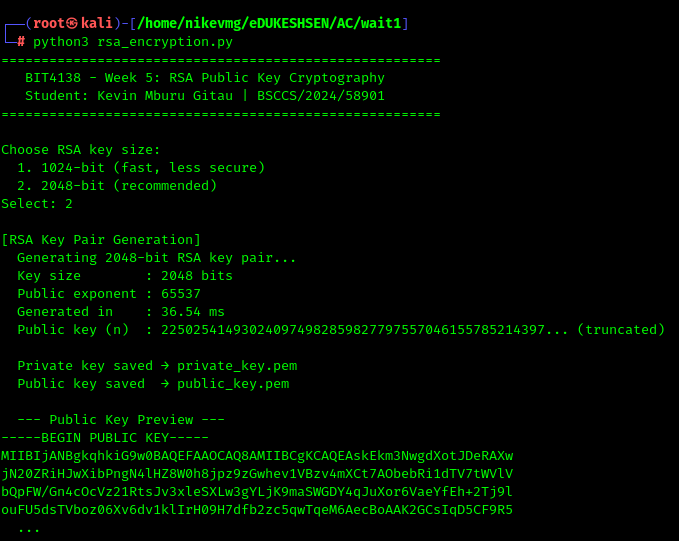 ┌──(root㉿kali)-[/home/nikevmg/eDUKESHSEN/AC/wait1]
└─# python3 rsa_encryption.py
=======================================================
   BIT4138 - Week 5: RSA Public Key Cryptography
   Student: Kevin Mburu Gitau | BSCCS/2024/58901
=======================================================
Choose RSA key size:
  1. 1024-bit (fast, less secure)
  2. 2048-bit (recommended)
Select: 2
[RSA Key Pair Generation]
  Generating 2048-bit RSA key pair...
  Key size        : 2048 bits
  Public exponent : 65537
  Generated in    : 36.54 ms
  Public key (n)  : 2250254149302409749828598277975570461557852143​97... (truncated)
  Private key saved → private_key.pem
  Public key saved  → public_key.pem
  --- Public Key Preview ---
-----BEGIN PUBLIC KEY-----
MIIBIjANBgkqhkiG9w0BAQEFAAOCAQ8AMIIBCgKCAQEAskEkm3NwgdXotJDeRAXw
jN20ZRiHJwXibPngN4lHZ8W0h8jpz9zGwhev1VBzv4mXCt7AObebRi1dTV7tWVlV
bQpFW/Gn4cOcVz21RtsJv3xleSXLw3gYLjK9maSWGDY4qJuXor6VaeYfEh+2Tj9l
ouFU5dsTVboz06Xv6dv1klIrH09H7dfb2zc5qwTqeM6AecBoAAK2GCsIqD5CF9R5
  ...